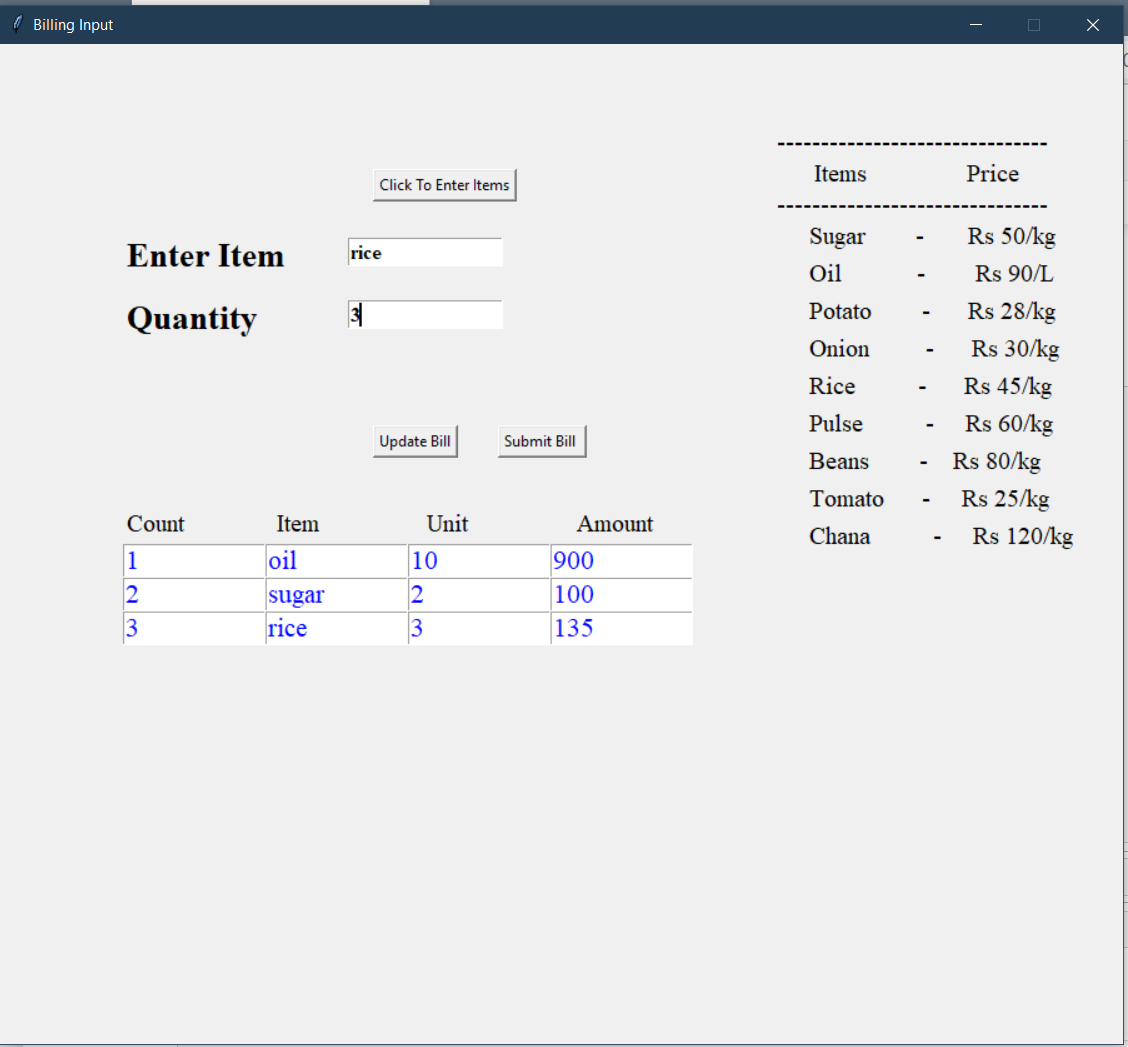 Billing Input
Click To Enter Items
Enter Item rice
Quantity 3
Update Bill Submit Bill
Count Item Unit Amount
1 oil 10 900
2 sugar 2 100
3 rice 3 135
-------------------------------
Items Price
-------------------------------
Sugar - Rs 50/kg
Oil - Rs 90/L
Potato - Rs 28/kg
Onion - Rs 30/kg
Rice - Rs 45/kg
Pulse - Rs 60/kg
Beans - Rs 80/kg
Tomato - Rs 25/kg
Chana - Rs 120/kg